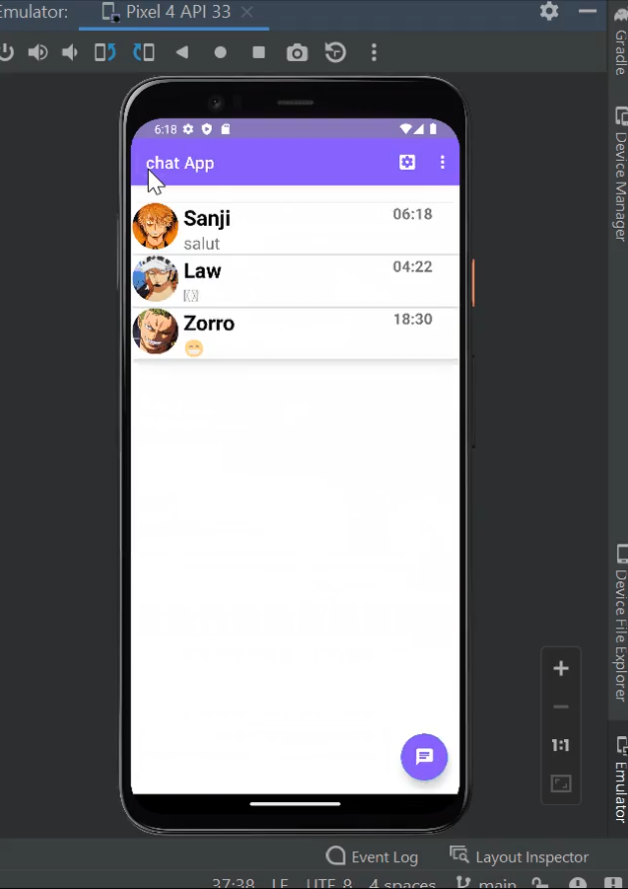 Emulator:
Pixel 4 API 33
6:18
chat App
Sanji
06:18
salut
Law
04:22
Zorro
18:30
1:1
Gradle
Device Manager
Device File Explorer
Emulator
Event Log
Layout Inspector
37:38
LF
UTF-8
4 spaces
main